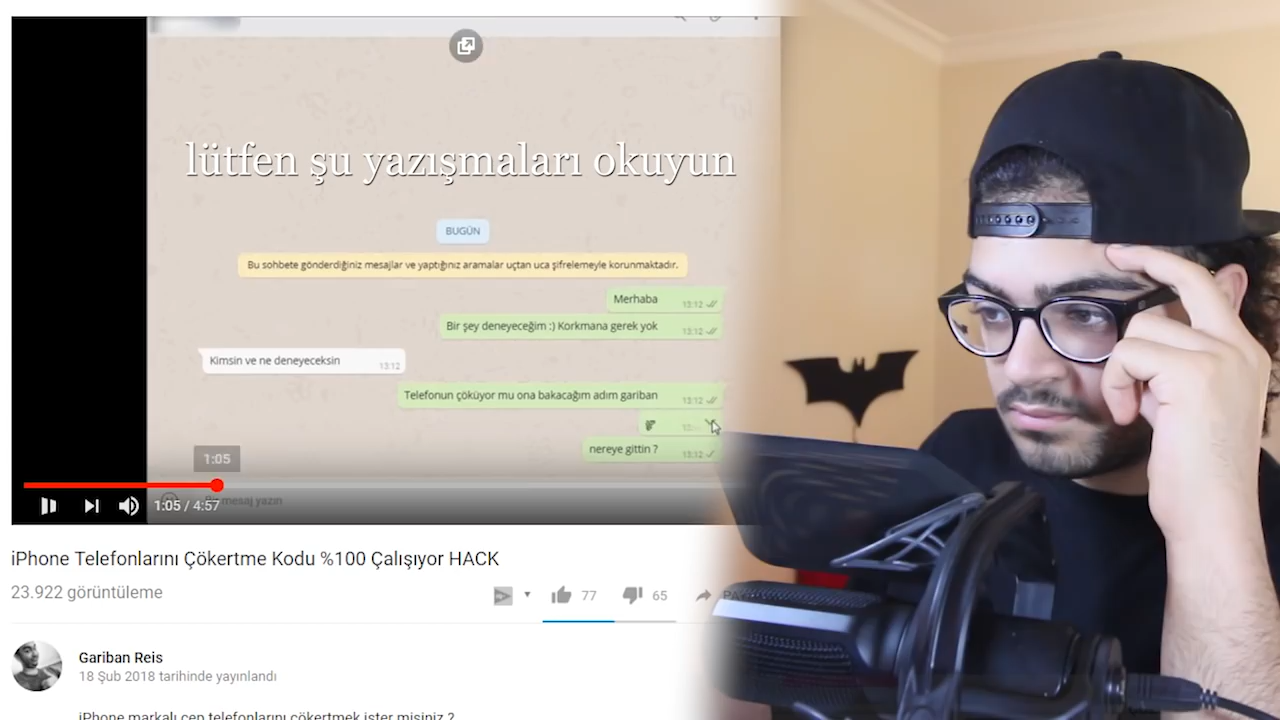 lütfen şu yazışmaları okuyun
BUGÜN
Bu sohbete gönderdiğiniz mesajlar ve yaptığınız aramalar uçtan uca şifrelemeyle korunmaktadır.
Merhaba 13:12
Bir şey deneyeceğim :) Korkmana gerek yok 13:12
Kimsin ve ne deneyeceksin 13:12
Telefonun çöküyor mu ona bakacağım adım gariban 13:12
nereye gittin ? 13:12
1:05
mesaj yazın
1:05 / 4:57
iPhone Telefonlarını Çökertme Kodu %100 Çalışıyor HACK
23.922 görüntüleme
77 65
Gariban Reis
18 Şub 2018 tarihinde yayınlandı
iPhone markalı cep telefonlarını çökertmek ister misiniz ?